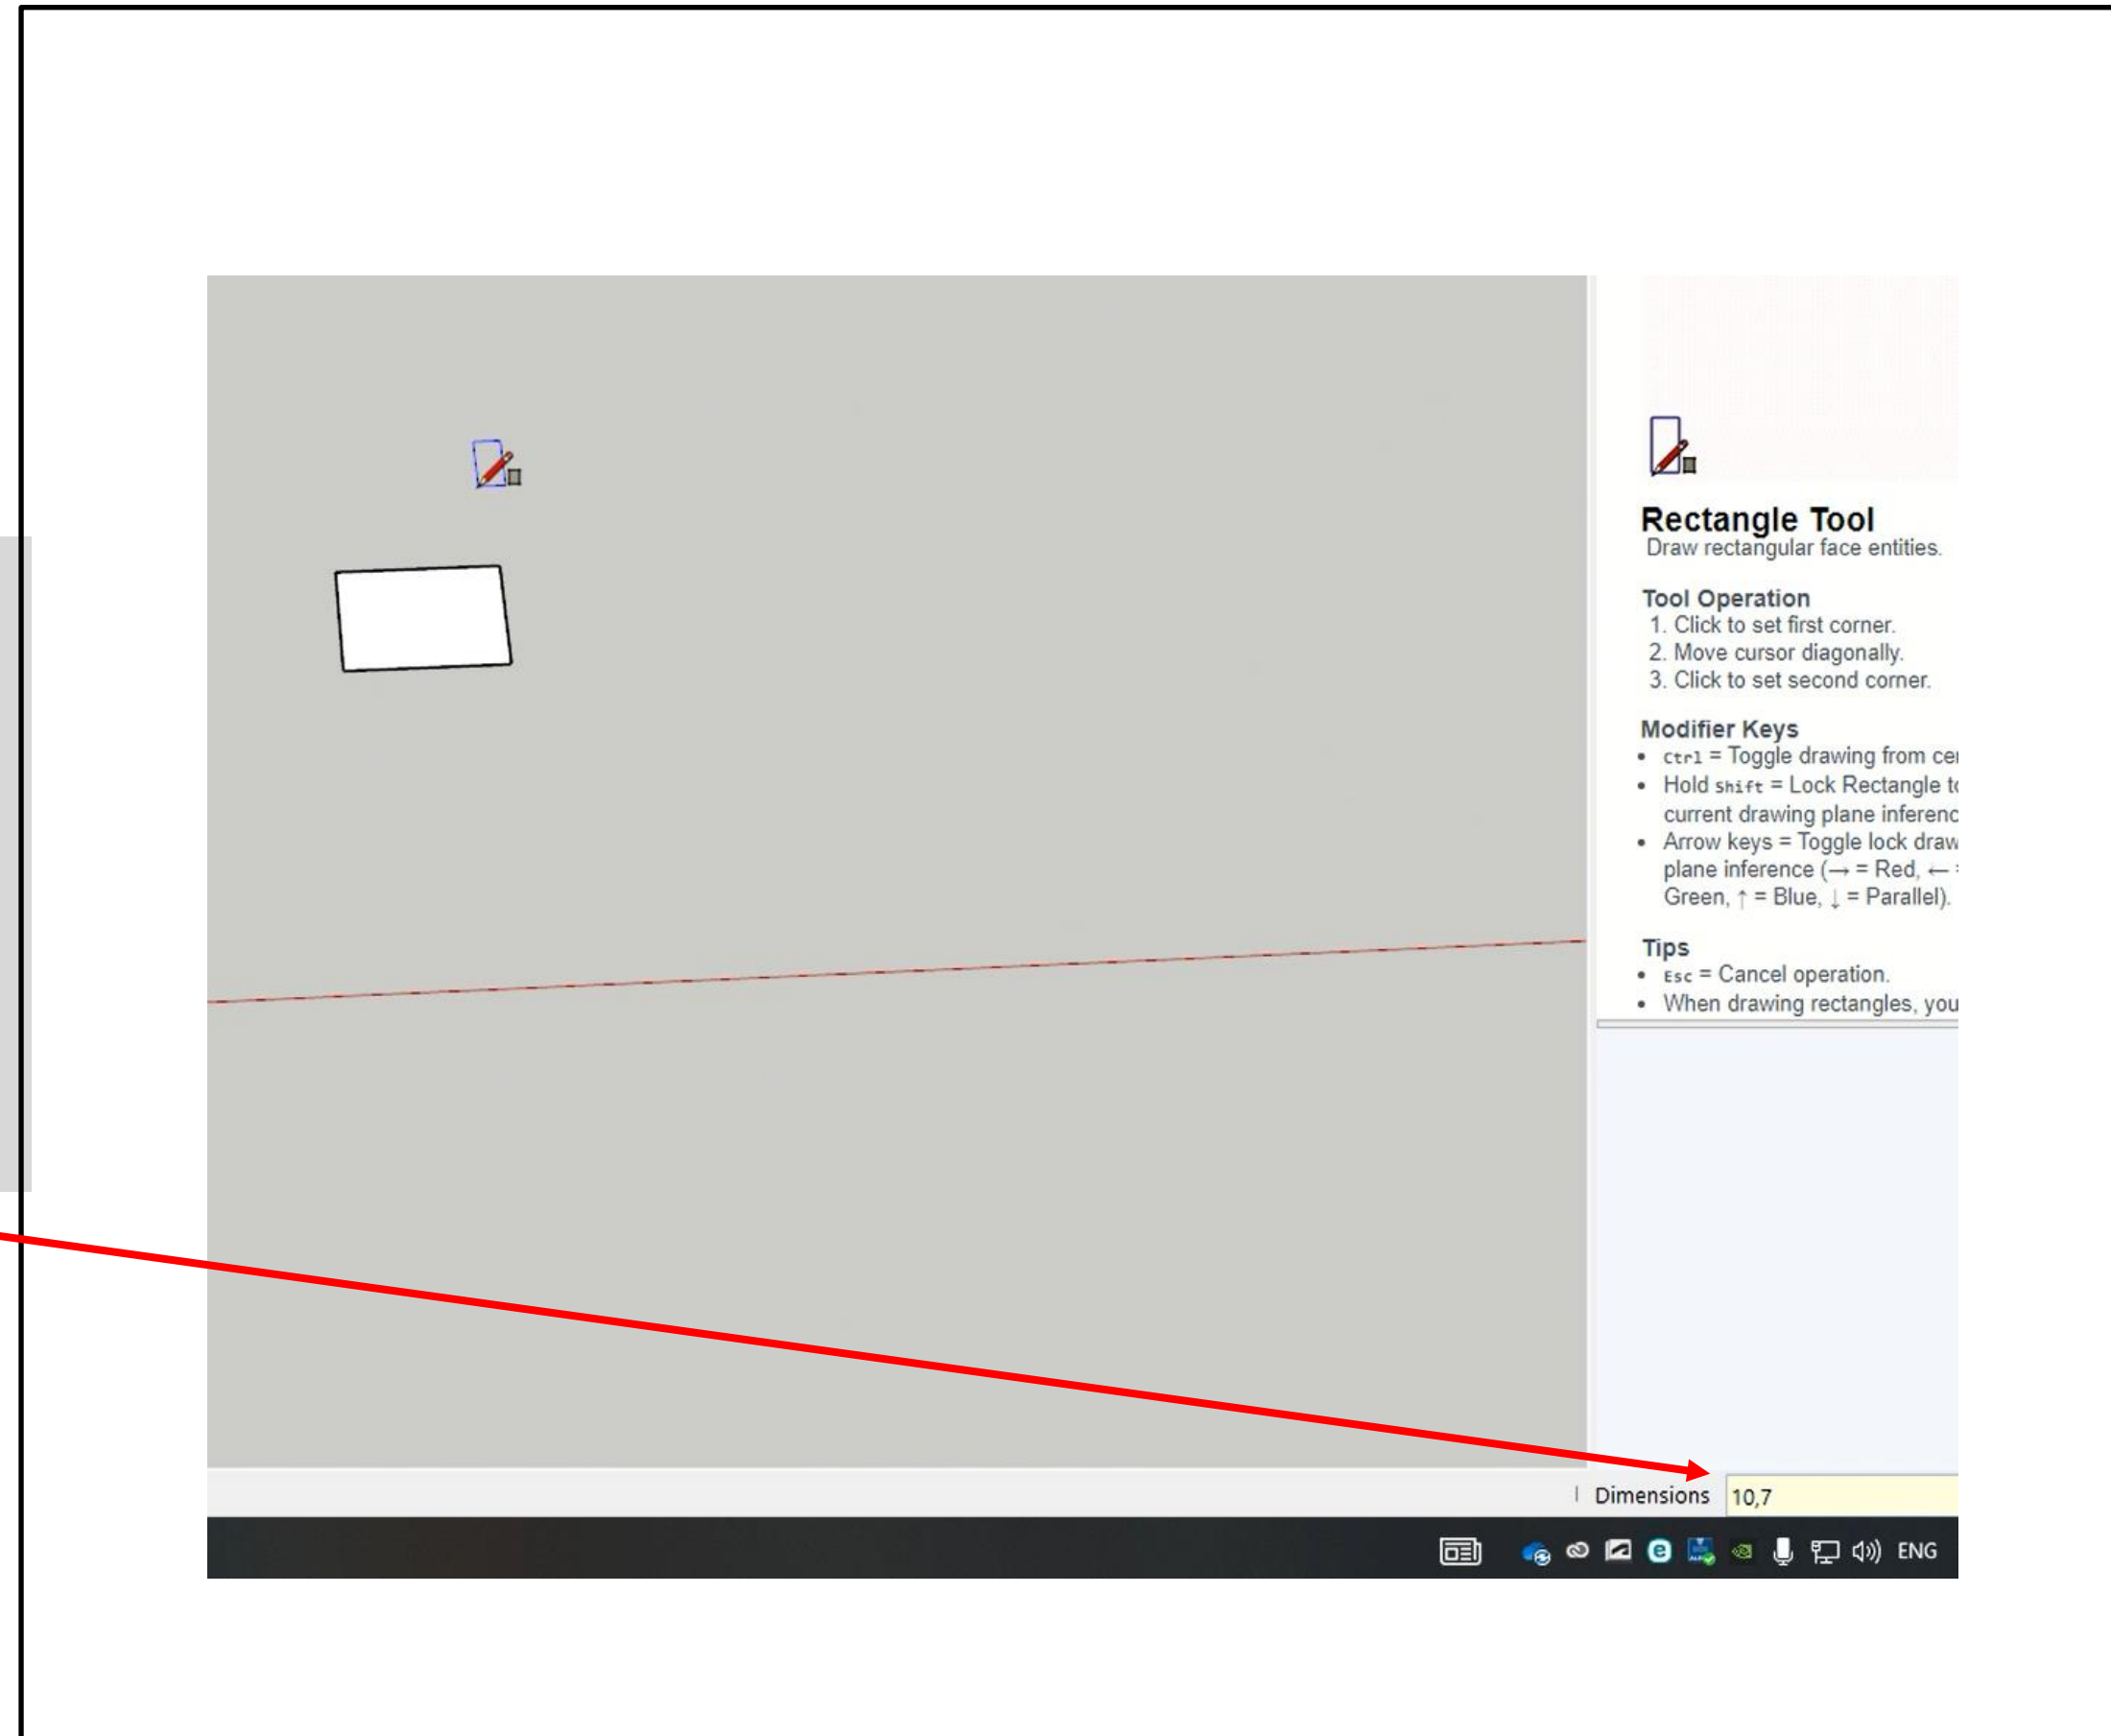 Rectangle Tool
Draw rectangular face entities.
Tool Operation
1. Click to set first corner.
2. Move cursor diagonally.
3. Click to set second corner.
Modifier Keys
• Ctrl = Toggle drawing from cer
• Hold Shift = Lock Rectangle to
current drawing plane inferenc
• Arrow keys = Toggle lock draw
plane inference (→ = Red, ← =
Green, ↑ = Blue, ↓ = Parallel).
Tips
• Esc = Cancel operation.
• When drawing rectangles, you
Dimensions 10,7
ENG